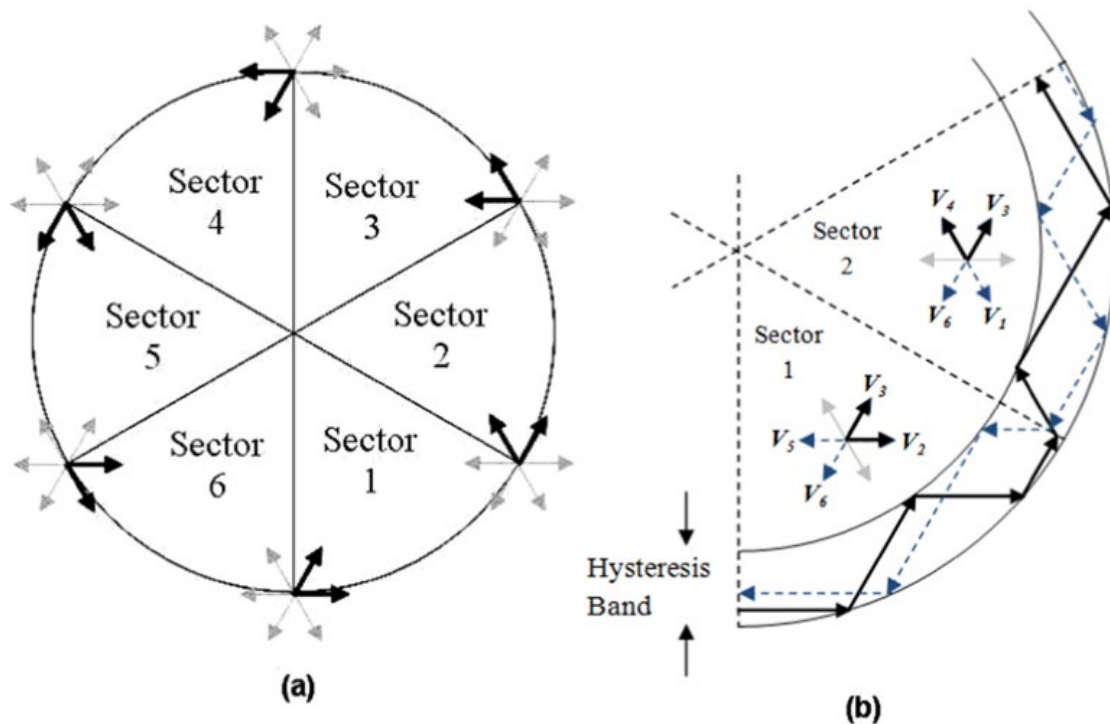 Sector
4
Sector
3
Sector
5
Sector
2
Sector
6
Sector
1
(a)
Sector
2
V4
V3
V6
V1
Sector
1
V3
V5
V2
V6
Hysteresis
Band
(b)